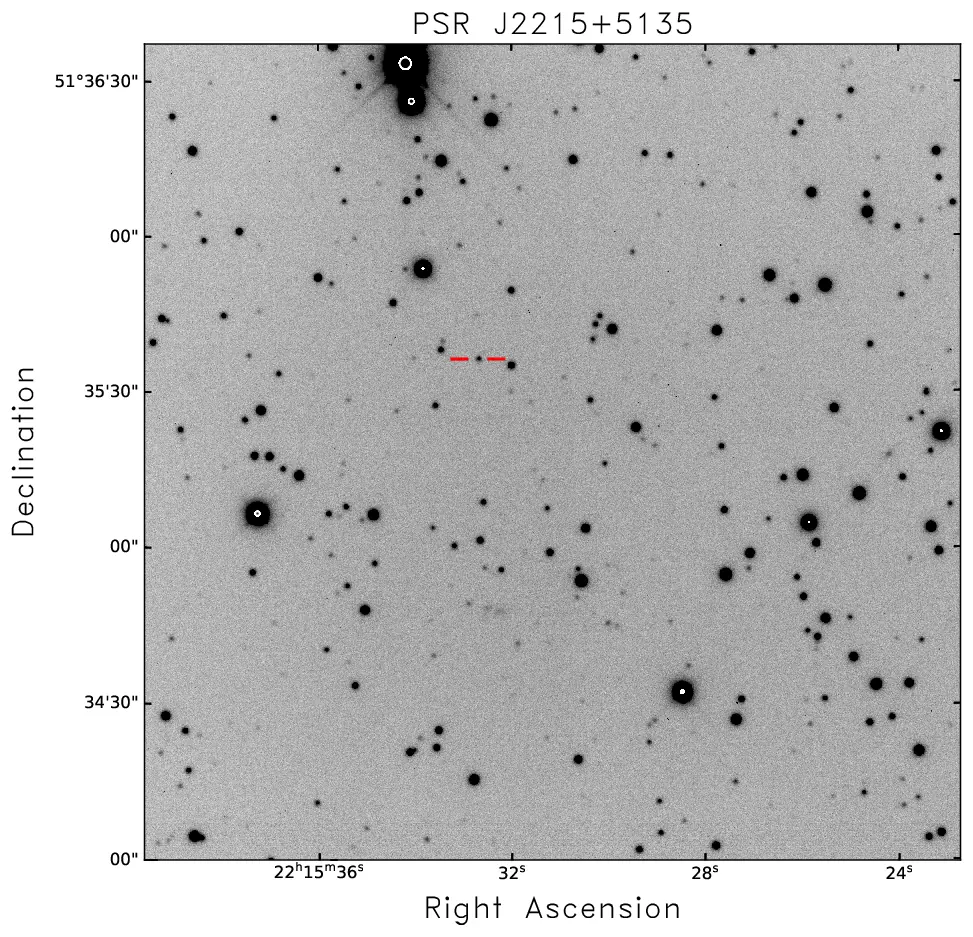 PSR J2215+5135
51°36'30"
00"
35'30"
00"
34'30"
00"
Declination
22ʰ15ᵐ36ˢ 32ˢ 28ˢ 24ˢ
Right Ascension